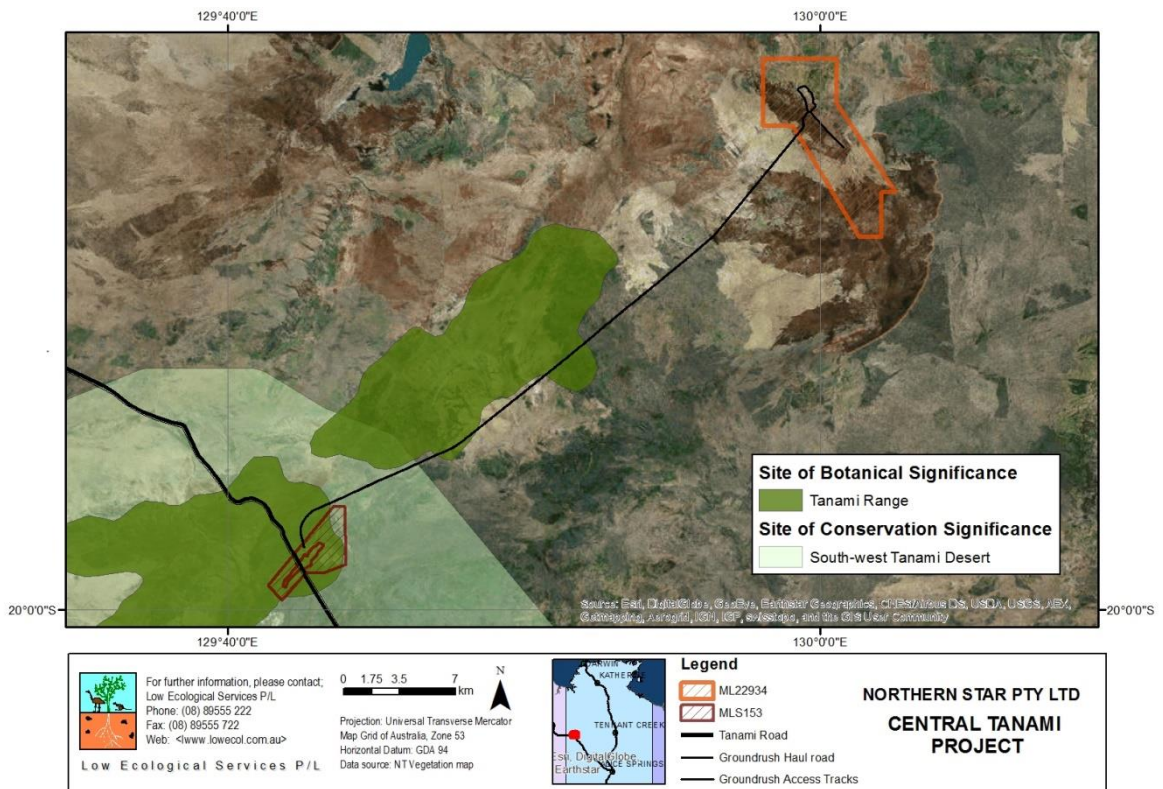 129°40'0"E
130°0'0"E
Site of Botanical Significance
Tanami Range
Site of Conservation Significance
South-west Tanami Desert
20°0'0"S
20°0'0"S
Source: Esri, DigitalGlobe, GeoEye, Earthstar Geographics, CNES/Airbus DS, USDA, USGS, AEX,
Getmapping, Aerogrid, IGN, IGP, swisstopo, and the GIS User Community
129°40'0"E
130°0'0"E
For further information, please contact;
Low Ecological Services P/L
Phone: (08) 89555 222
Fax: (08) 89555 722
Web: <www.lowecol.com.au>
Low Ecological Services P/L
0 1.75 3.5 7
km
N
Projection: Universal Transverse Mercator
Map Grid of Australia, Zone 53
Horizontal Datum: GDA 94
Data source: NT Vegetation map
DARWIN
KATHERINE
TENNANT CREEK
Esri, DigitalGlobe,
Earthstar
ALICE SPRINGS
Legend
ML22934
MLS153
Tanami Road
Groundrush Haul road
Groundrush Access Tracks
NORTHERN STAR PTY LTD
CENTRAL TANAMI
PROJECT